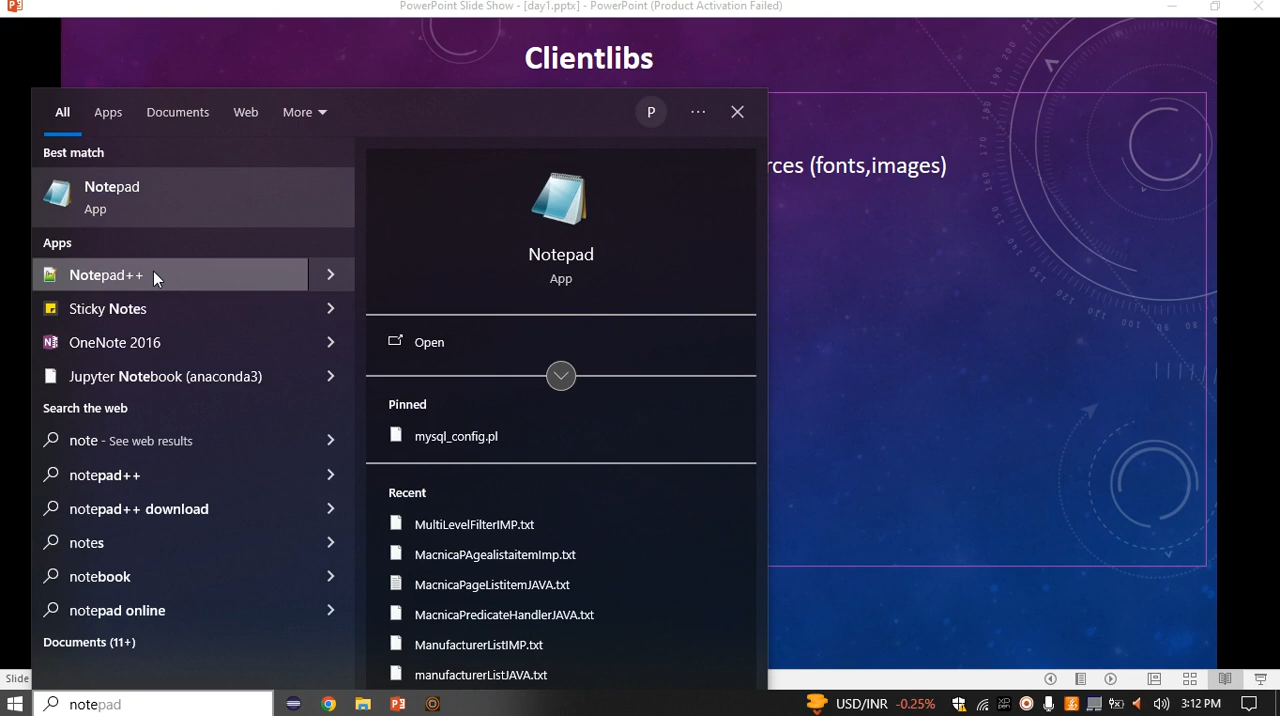 PowerPoint Slide Show - [day1.pptx] - PowerPoint (Product Activation Failed)
Clientlibs
rces (fonts,images)
All Apps Documents Web More P
Best match
Notepad
App
Apps
Notepad++
Sticky Notes
OneNote 2016
Jupyter Notebook (anaconda3)
Search the web
note - See web results
notepad++
notepad++ download
notes
notebook
notepad online
Documents (11+)
Notepad
App
Open
Pinned
mysql_config.pl
Recent
MultiLevelFilterIMP.txt
MacnicaPAgealistaitemImp.txt
MacnicaPageListitemJAVA.txt
MacnicaPredicateHandlerJAVA.txt
ManufacturerListIMP.txt
manufacturerListJAVA.txt
Slide
notepad
USD/INR -0.25%
3:12 PM